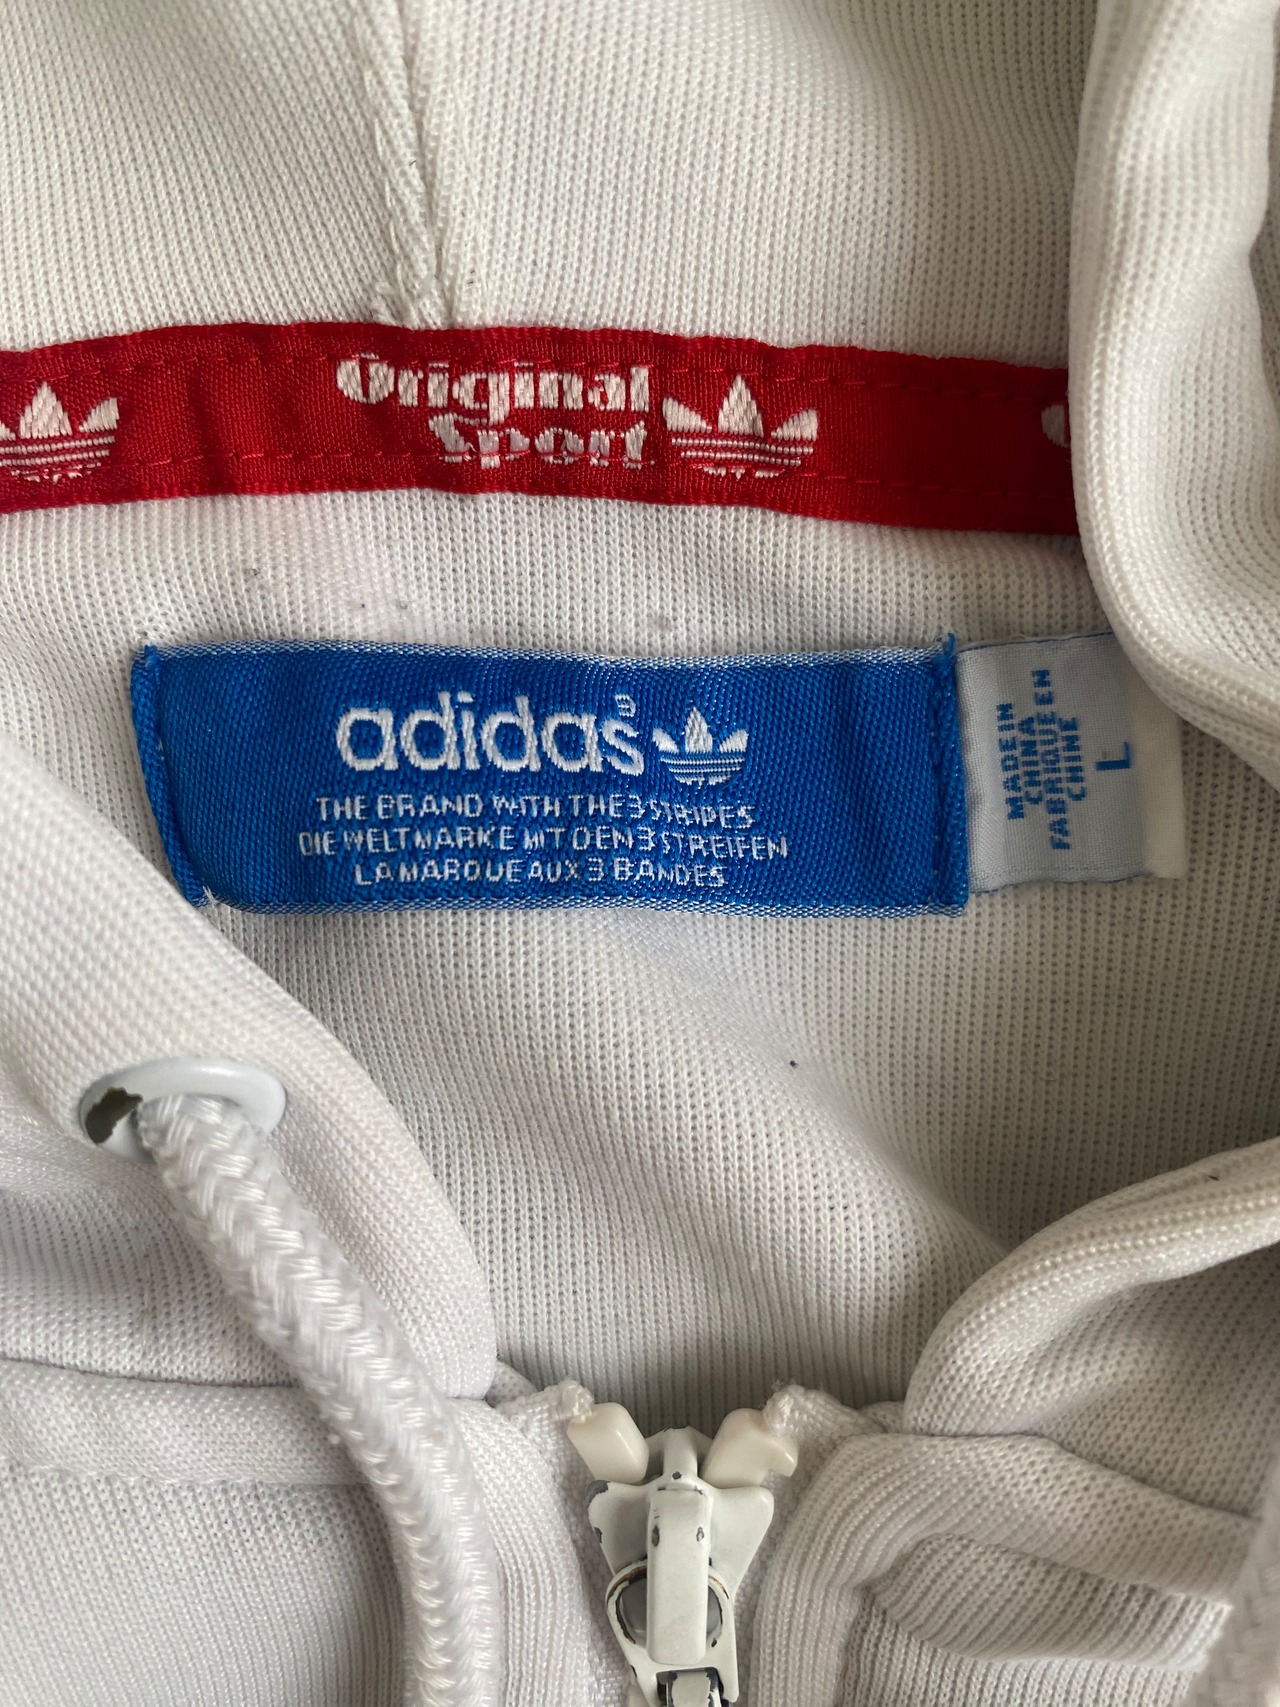 Original
Sport
adidas
THE BRAND WITH THE 3 STRIPES
DIE WELTMARKE MIT DEN 3 STREIFEN
LA MARQUE AUX 3 BANDES
MADE IN
CHINA
FABRIQUE EN
CHINE
L